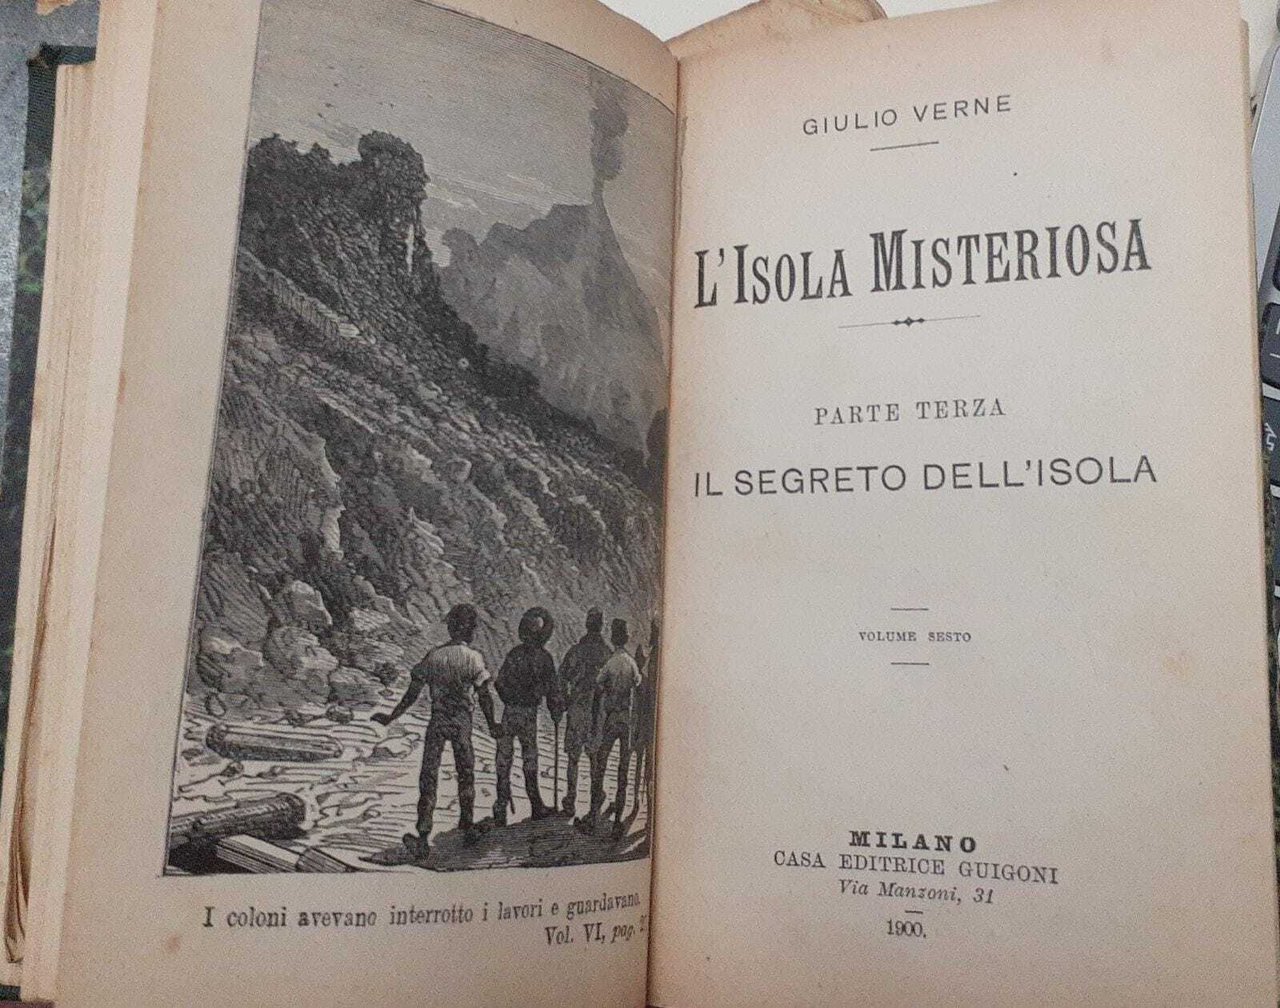 I coloni avevano interrotto i lavori e guardavano.
Vol. VI, pag.
GIULIO VERNE
L'ISOLA MISTERIOSA
PARTE TERZA
IL SEGRETO DELL'ISOLA
VOLUME SESTO
MILANO
CASA EDITRICE GUIGONI
Via Manzoni, 31
1900.